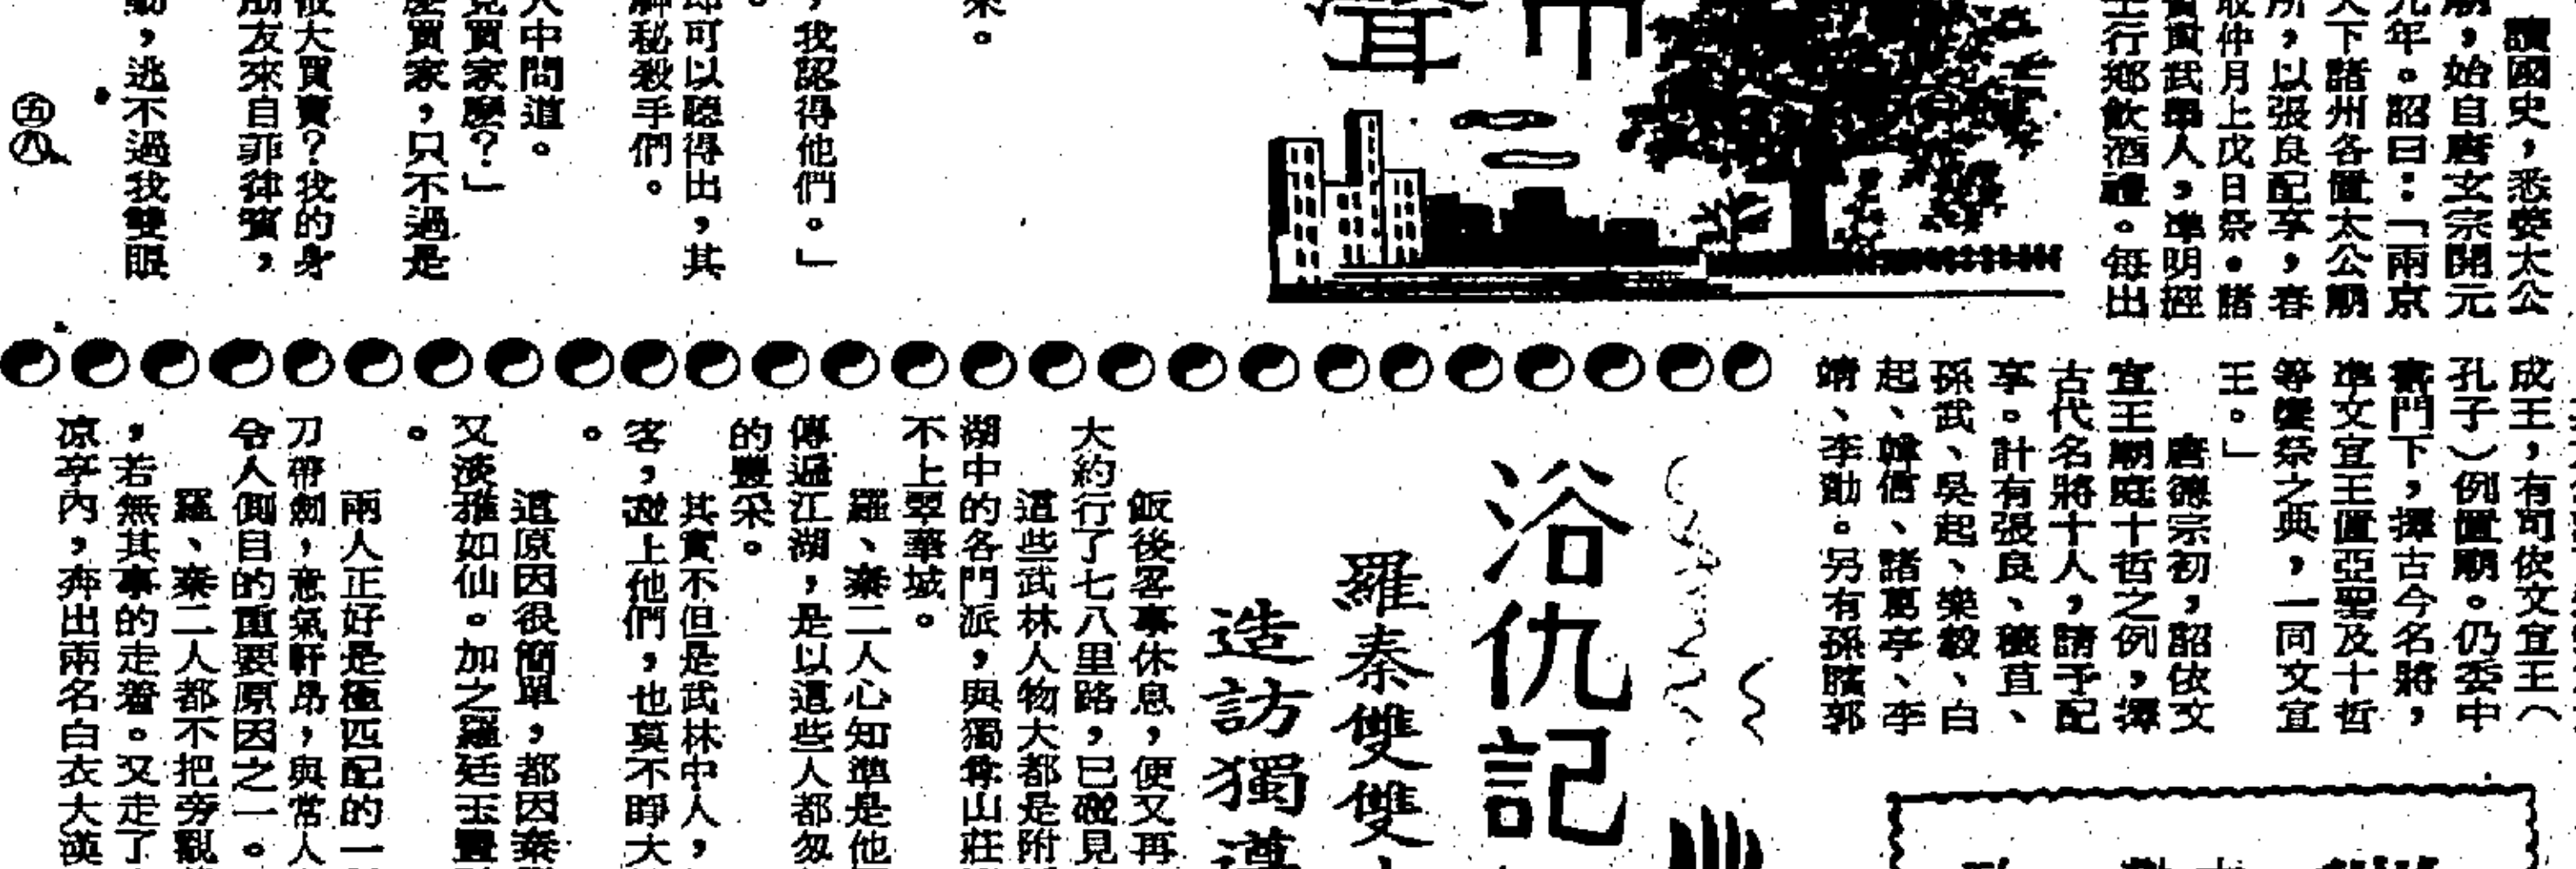 讀國史，悉姜太公
廟，始自唐玄宗開元
元年。詔曰：「兩京
天下諸州各置太公廟
所，以張良配享，春
取仲月上戊日祭。諸
貢武舉人，準明經
行鄉飲酒禮。每出
成王，有司依文宣王（
孔子）例置廟。仍委中
書門下，擇古今名將，
準文宣王置亞聖及十哲
等，祭之典，一同文宣
王。」
唐德宗初，詔依文
宣王廟庭十哲之例，擇
古代名將十人，請予配
享。計有張良、穰苴、
孫武、吳起、樂毅、白
起、韓信、諸葛亭、李
靖、李勣。另有孫臏郭
采。
，我認得他們。」
。
却可以聽得出，其
神秘殺手們。
人中問道。
見買家麼？」
麼買家，只不過是
做大買賣？我的身
朋友來自菲律賓，
動，逃不過我雙眼
㊄㊇
浴仇記
羅秦雙雙
造訪獨
飯後客事休息，便又再
大約行了七八里路，已碰見
這些武林人物大都是附
湖中的各門派，與獨尊山莊
不上翠華城。
羅、秦二人心知準是他
傳遍江湖，是以這些人都匆
的豐采。
其實不但是武林中人，
客，碰上他們，也莫不睜大
。
這原因很簡單，都因秦
又淡雅如仙。加之羅廷玉豐
。
兩人正好是極匹配的一
刀帶劍，意氣軒昂，與常人
令人側目的重要原因之一。
羅、秦二人都不把旁觀
，若無其事的走着。又走了
凉亭內，奔出兩名白衣大漢